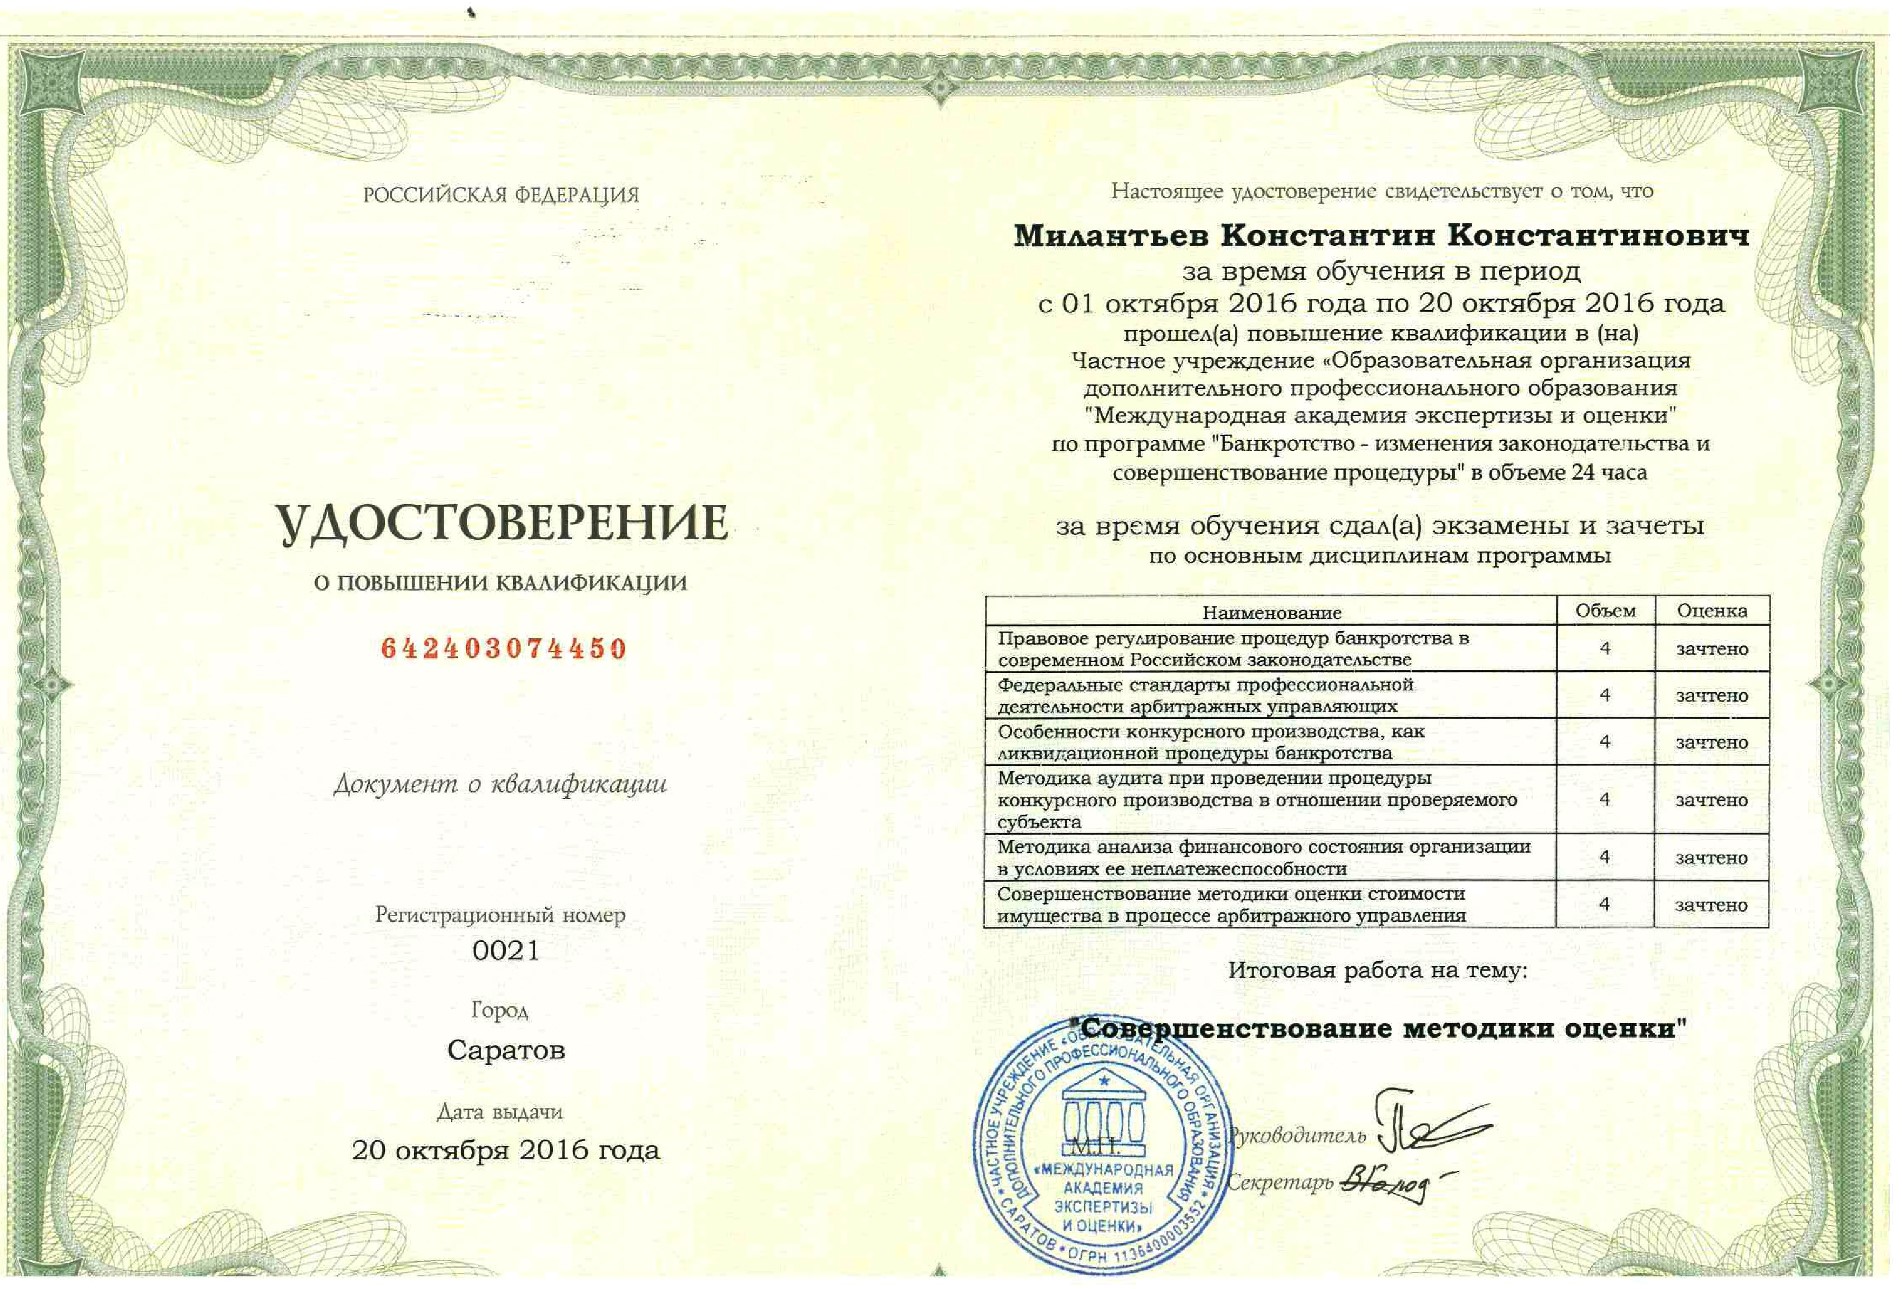 РОССИЙСКАЯ ФЕДЕРАЦИЯ
УДОСТОВЕРЕНИЕ
О ПОВЫШЕНИИ КВАЛИФИКАЦИИ
642403074450
Документ о квалификации
Регистрационный номер
0021
Город
Саратов
Дата выдачи
20 октября 2016 года
Настоящее удостоверение свидетельствует о том, что
Милантьев Константин Константинович
за время обучения в период
с 01 октября 2016 года по 20 октября 2016 года
прошел(а) повышение квалификации в (на)
Частное учреждение «Образовательная организация
дополнительного профессионального образования
"Международная академия экспертизы и оценки"
по программе "Банкротство - изменения законодательства и
совершенствование процедуры" в объеме 24 часа
за время обучения сдал(а) экзамены и зачеты
по основным дисциплинам программы
Наименование Объем Оценка
Правовое регулирование процедур банкротства в
современном Российском законодательстве 4 зачтено
Федеральные стандарты профессиональной
деятельности арбитражных управляющих 4 зачтено
Особенности конкурсного производства, как
ликвидационной процедуры банкротства 4 зачтено
Методика аудита при проведении процедуры
конкурсного производства в отношении проверяемого 4 зачтено
субъекта
Методика анализа финансового состояния организации
в условиях ее неплатежеспособности 4 зачтено
Совершенствование методики оценки стоимости
имущества в процессе арбитражного управления 4 зачтено
Итоговая работа на тему:
"Совершенствование методики оценки"
Руководитель
Секретарь
М.П.
ЧАСТНОЕ УЧРЕЖДЕНИЕ «ОБРАЗОВАТЕЛЬНАЯ ОРГАНИЗАЦИЯ
ДОПОЛНИТЕЛЬНОГО ПРОФЕССИОНАЛЬНОГО ОБРАЗОВАНИЯ
«МЕЖДУНАРОДНАЯ
АКАДЕМИЯ
ЭКСПЕРТИЗЫ
И ОЦЕНКИ»
САРАТОВ * ОГРН 1136400003552